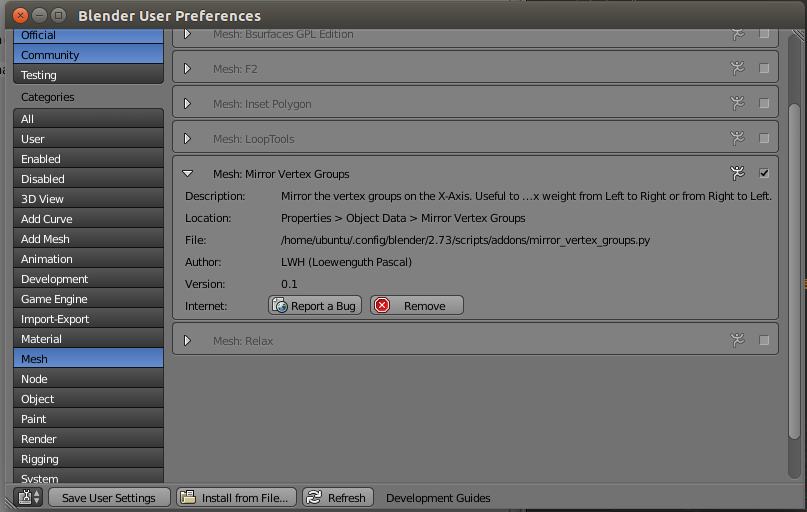 Blender User Preferences
Official
Community
Testing
Categories
All
User
Enabled
Disabled
3D View
Add Curve
Add Mesh
Animation
Development
Game Engine
Import-Export
Material
Mesh
Node
Object
Paint
Render
Rigging
System
Mesh: Bsurfaces GPL Edition
Mesh: F2
Mesh: Inset Polygon
Mesh: LoopTools
Mesh: Mirror Vertex Groups
Description: Mirror the vertex groups on the X-Axis. Useful to ...x weight from Left to Right or from Right to Left.
Location: Properties > Object Data > Mirror Vertex Groups
File: /home/ubuntu/.config/blender/2.73/scripts/addons/mirror_vertex_groups.py
Author: LWH (Loewenguth Pascal)
Version: 0.1
Internet: Report a Bug Remove
Mesh: Relax
Save User Settings Install from File... Refresh Development Guides